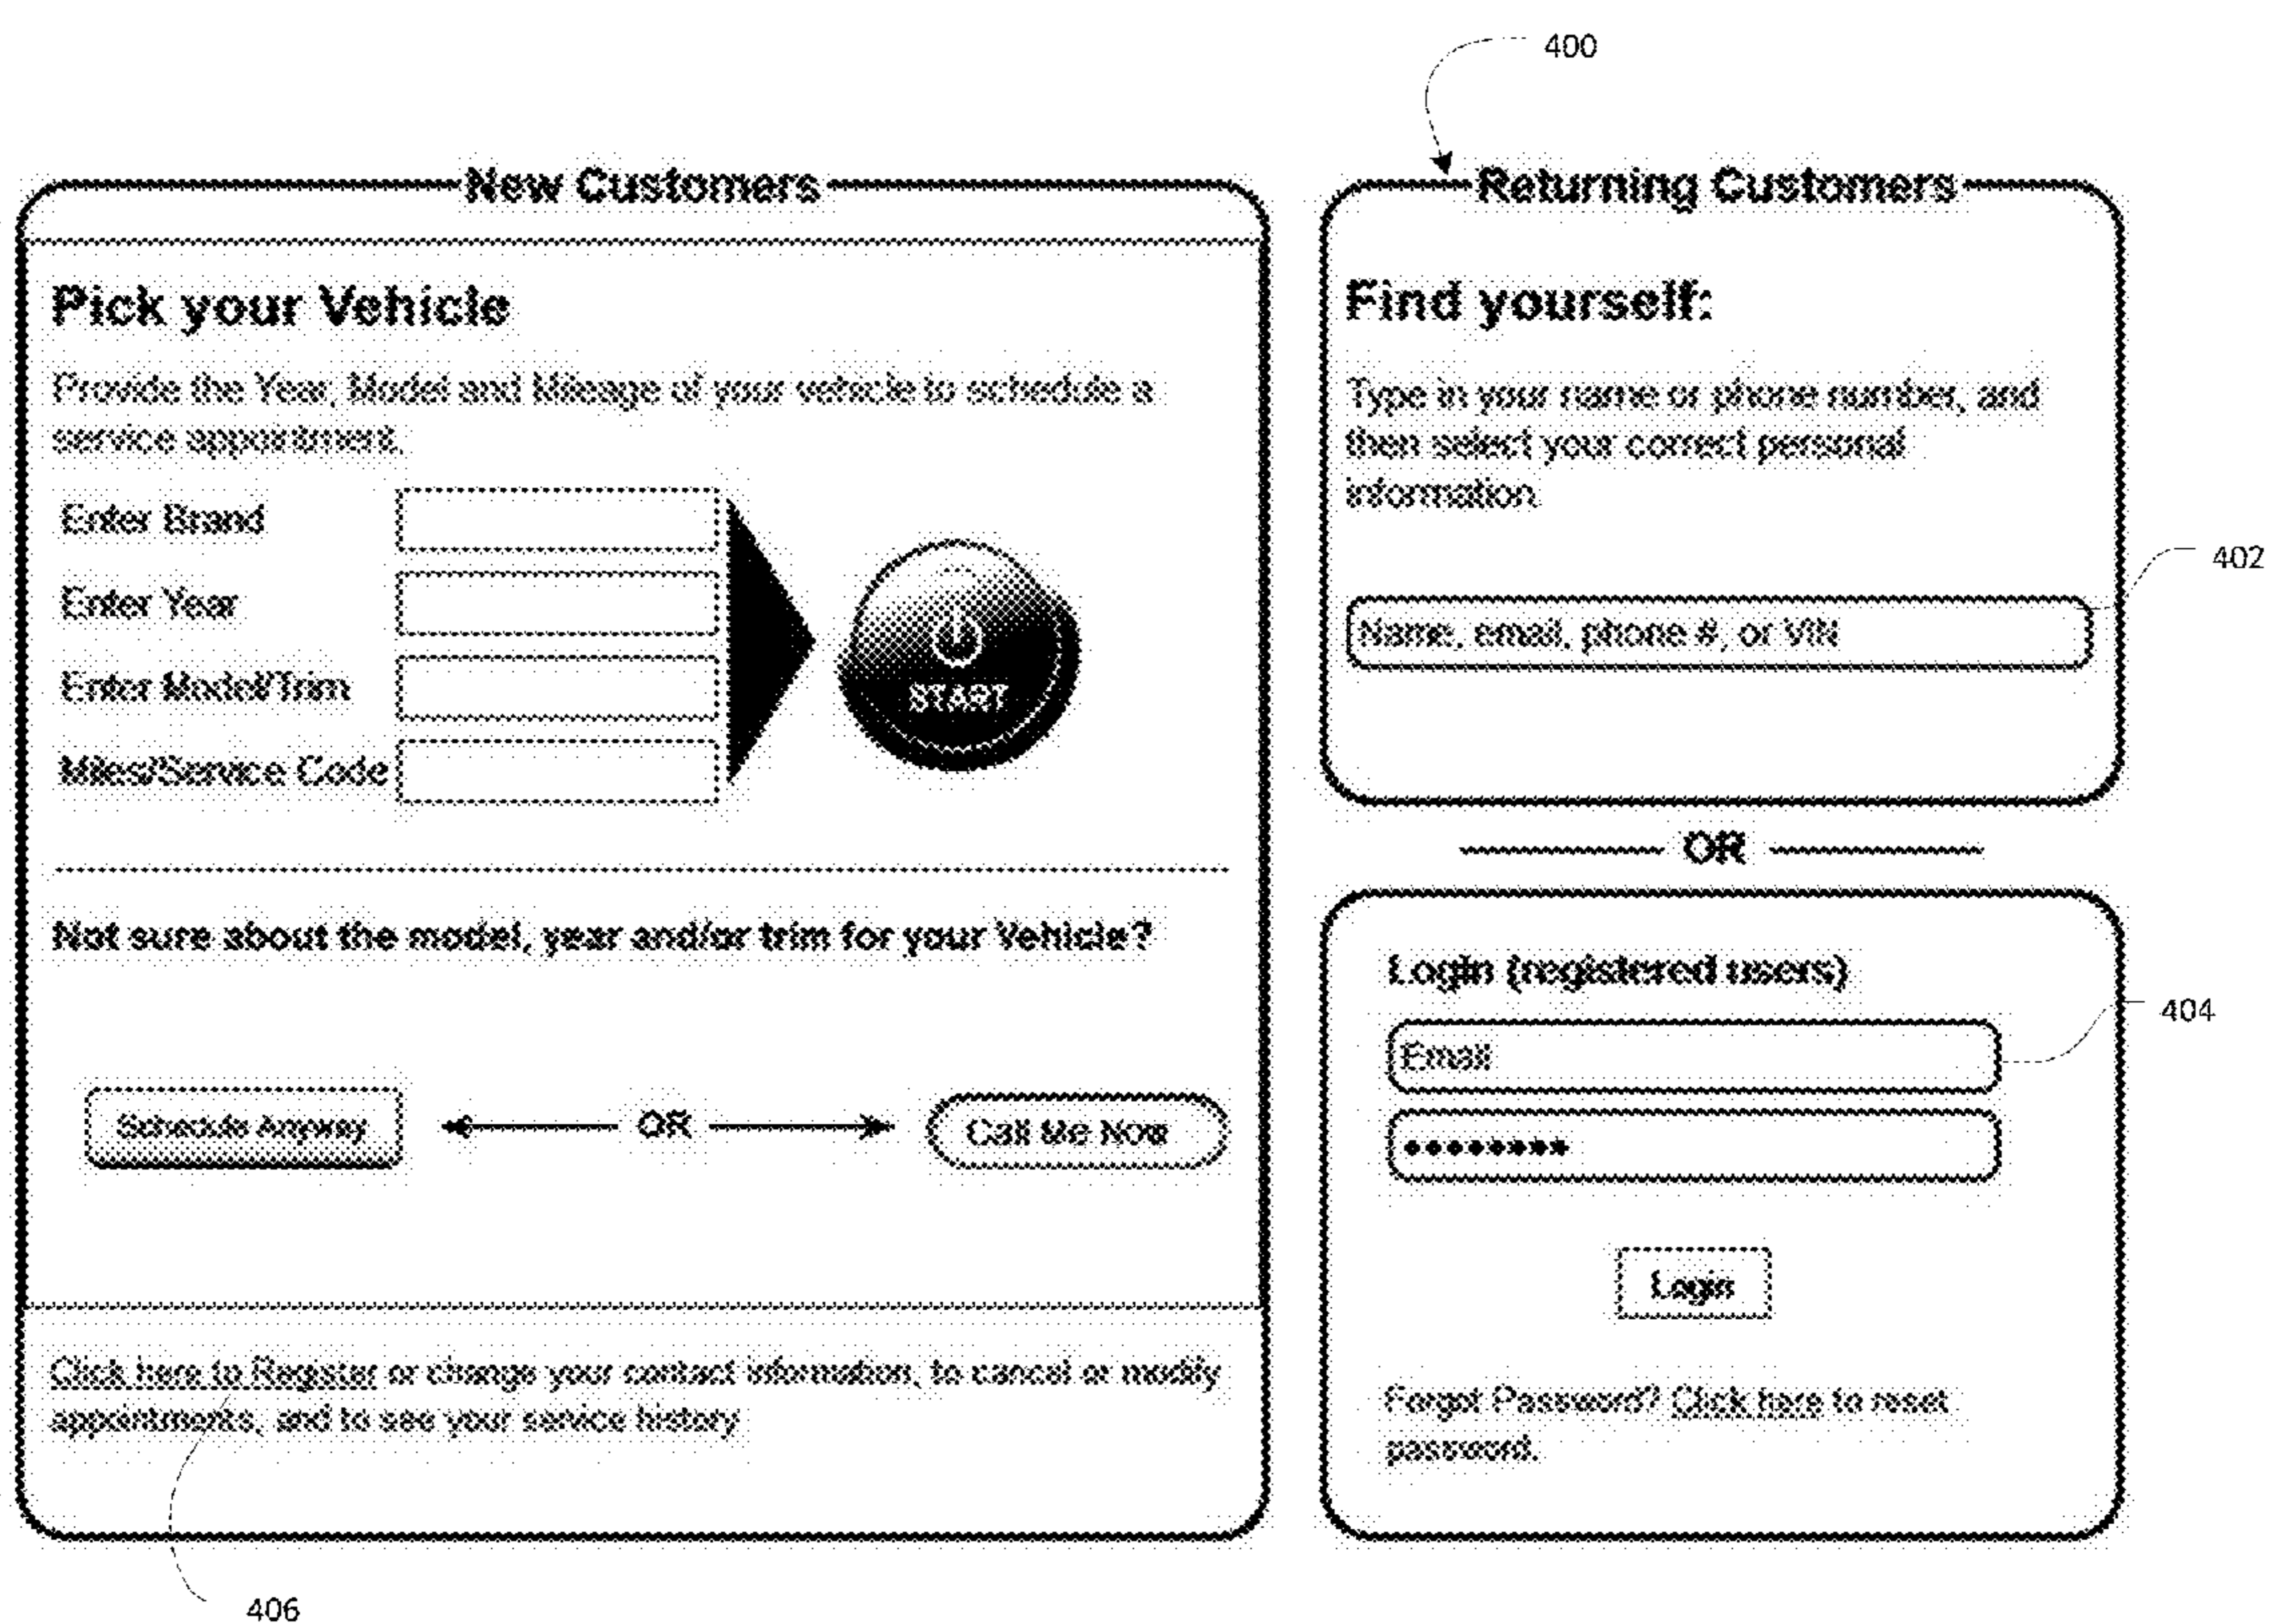 400
New Customers
Pick your Vehicle
Provide the Year, Model and Mileage of your vehicle to schedule a
service appointment.
Enter Brand
Enter Year
Enter Model/Trim
Miles/Service Code
START
Not sure about the model, year and/or trim for your Vehicle?
Schedule Anyway
OR
Call Me Now
Click here to Register or change your contact information, to cancel or modify
appointments, and to see your service history
406
Returning Customers
Find yourself:
Type in your name or phone number, and
then select your correct personal
information.
402
Name, email, phone #, or VIN
OR
Login (registered users)
404
Email
••••••••
Login
Forgot Password? Click here to reset
password.